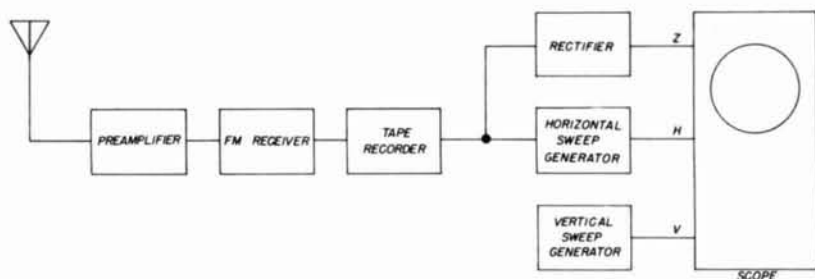 RECTIFIER
Z
PREAMPLIFIER
FM RECEIVER
TAPE
RECORDER
HORIZONTAL
SWEEP
GENERATOR
H
VERTICAL
SWEEP
GENERATOR
V
SCOPE